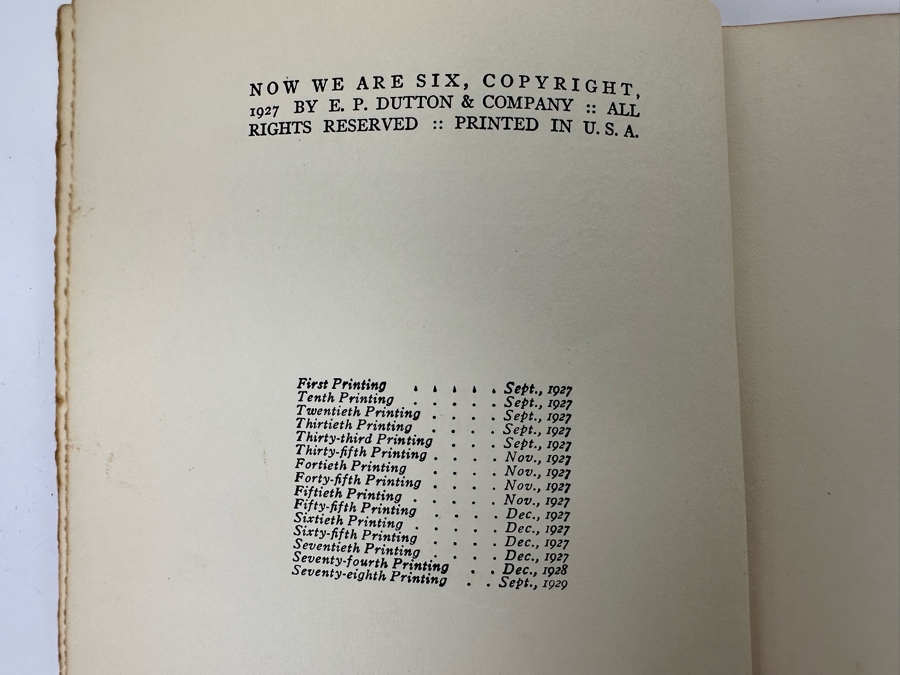 NOW WE ARE SIX, COPYRIGHT,
1927 BY E. P. DUTTON & COMPANY :: ALL
RIGHTS RESERVED :: PRINTED IN U. S. A.
First Printing . . . . . Sept., 1927
Tenth Printing . . . . . Sept., 1927
Twentieth Printing . . . . Sept., 1927
Thirtieth Printing . . . . Sept., 1927
Thirty-third Printing . . . Sept., 1927
Thirty-fifth Printing . . . . Nov., 1927
Fortieth Printing . . . . Nov., 1927
Forty-fifth Printing . . . . Nov., 1927
Fiftieth Printing . . . . . Nov., 1927
Fifty-fifth Printing . . . . Dec., 1927
Sixtieth Printing . . . . . Dec., 1927
Sixty-fifth Printing . . . . Dec., 1927
Seventieth Printing . . . . Dec., 1927
Seventy-fourth Printing . . Dec., 1928
Seventy-eighth Printing . . Sept., 1929